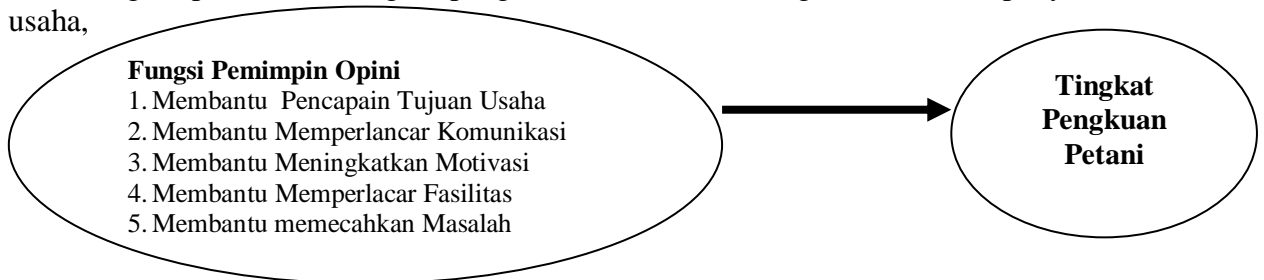 usaha,
Fungsi Pemimpin Opini
1. Membantu Pencapain Tujuan Usaha
2. Membantu Memperlancar Komunikasi
3. Membantu Meningkatkan Motivasi
4. Membantu Memperlacar Fasilitas
5. Membantu memecahkan Masalah
Tingkat
Pengkuan
Petani